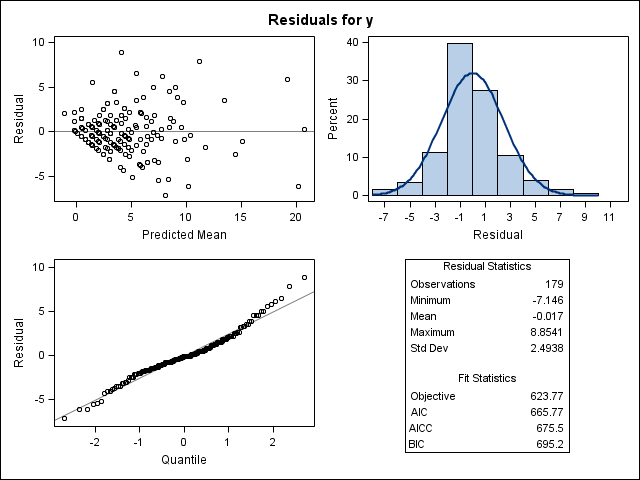 Residuals for y
10
5
0
-5
Residual
0 5 10 15 20
Predicted Mean
40
30
20
10
0
Percent
-7 -5 -3 -1 1 3 5 7 9 11
Residual
10
5
0
-5
Residual
-2 -1 0 1 2
Quantile
Residual Statistics
Observations 179
Minimum -7.146
Mean -0.017
Maximum 8.8541
Std Dev 2.4938
Fit Statistics
Objective 623.77
AIC 665.77
AICC 675.5
BIC 695.2